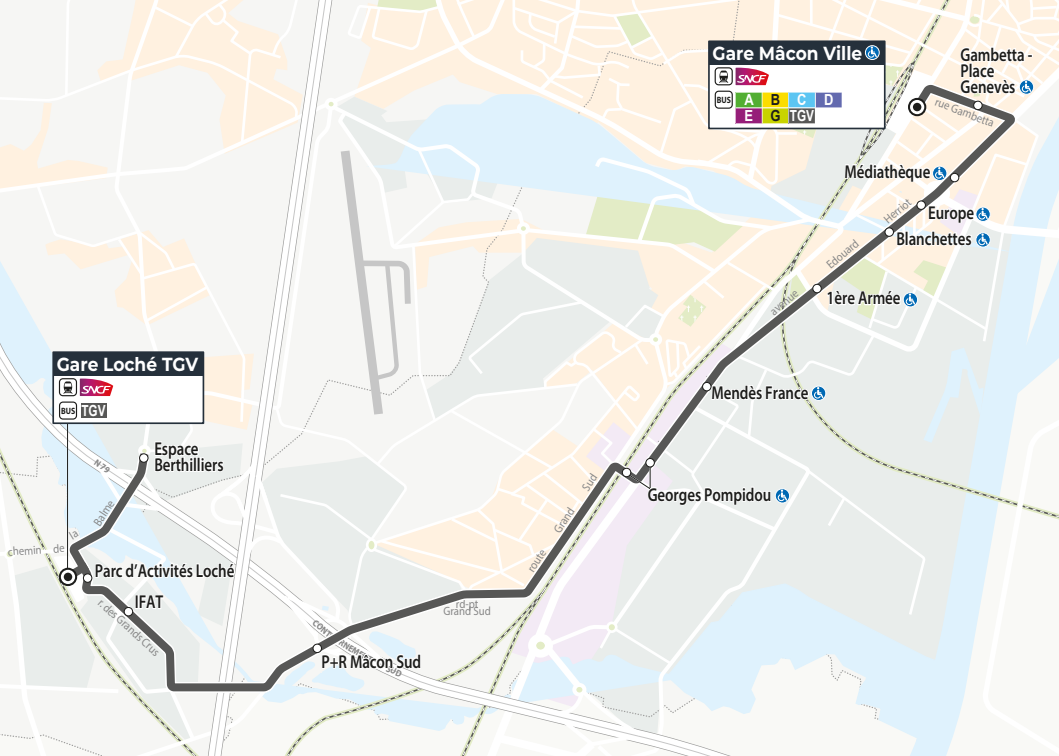 Gare Mâcon Ville
SNCF
BUS A B C D
E G TGV
Gambetta -
Place
Genevès
rue Gambetta
Médiathèque
Europe
Herriot
Blanchettes
Edouard
1ère Armée
avenue
Gare Loché TGV
SNCF
BUS TGV
Mendès France
Espace
Berthilliers
N79
Georges Pompidou
Sud
Grand
route
Balme
la
de
chemin
Parc d'Activités Loché
IFAT
r. des Grands Crus
rd-pt
Grand Sud
P+R Mâcon Sud
SUD